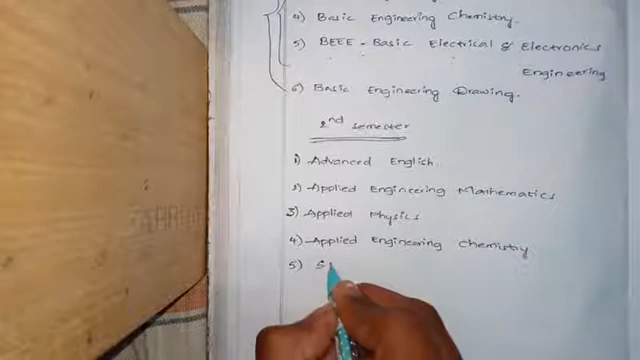 4) Basic Engineering Chemistry.
5) BEEE - Basic Electrical & Electronics
Engineering
6) Basic Engineering Drawing.
2nd semester
1) Advanced English.
2) Applied Engineering Mathematics
3) Applied Physics
4) Applied Engineering Chemistry
5) S